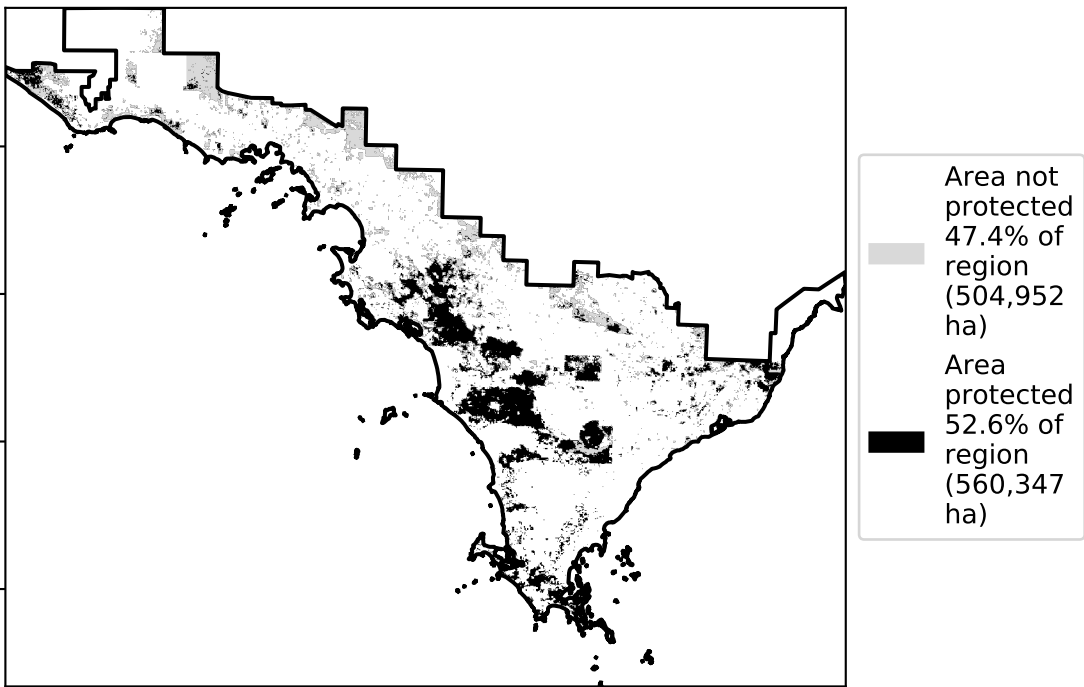 Area not
protected
47.4% of
region
(504,952
ha)
Area
protected
52.6% of
region
(560,347
ha)